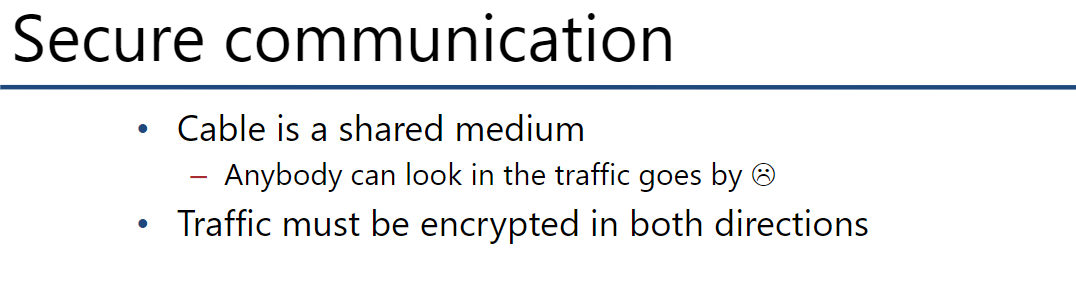 Secure communication
• Cable is a shared medium
– Anybody can look in the traffic goes by ☹
• Traffic must be encrypted in both directions